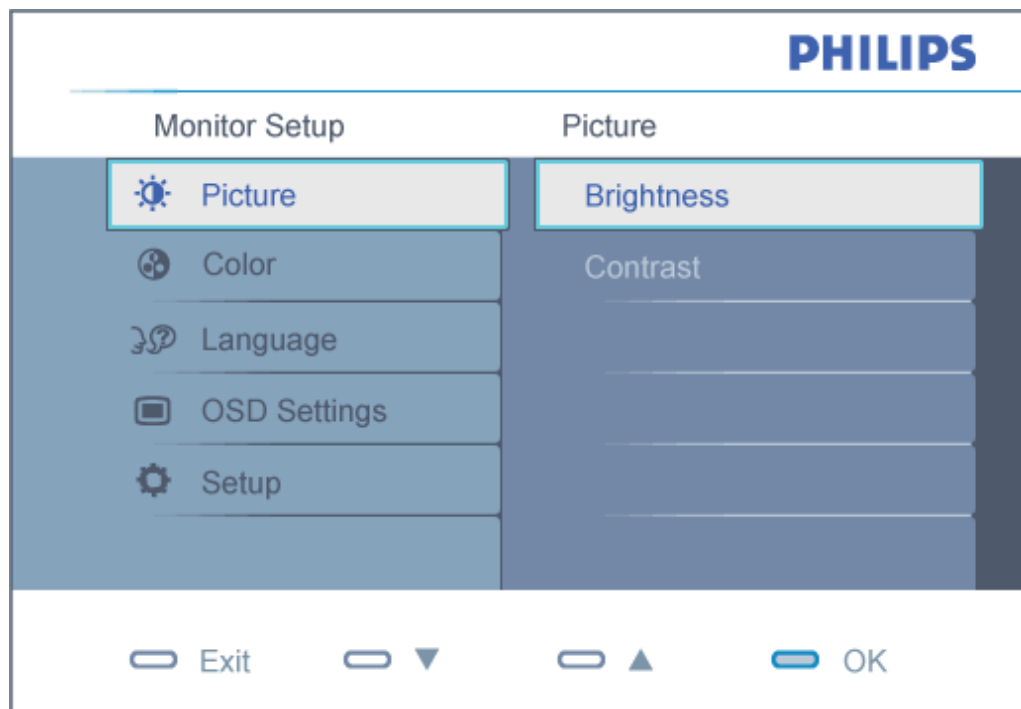 PHILIPS
Monitor Setup
Picture
Picture
Brightness
Color
Contrast
Language
OSD Settings
Setup
Exit ▼ ▲ OK